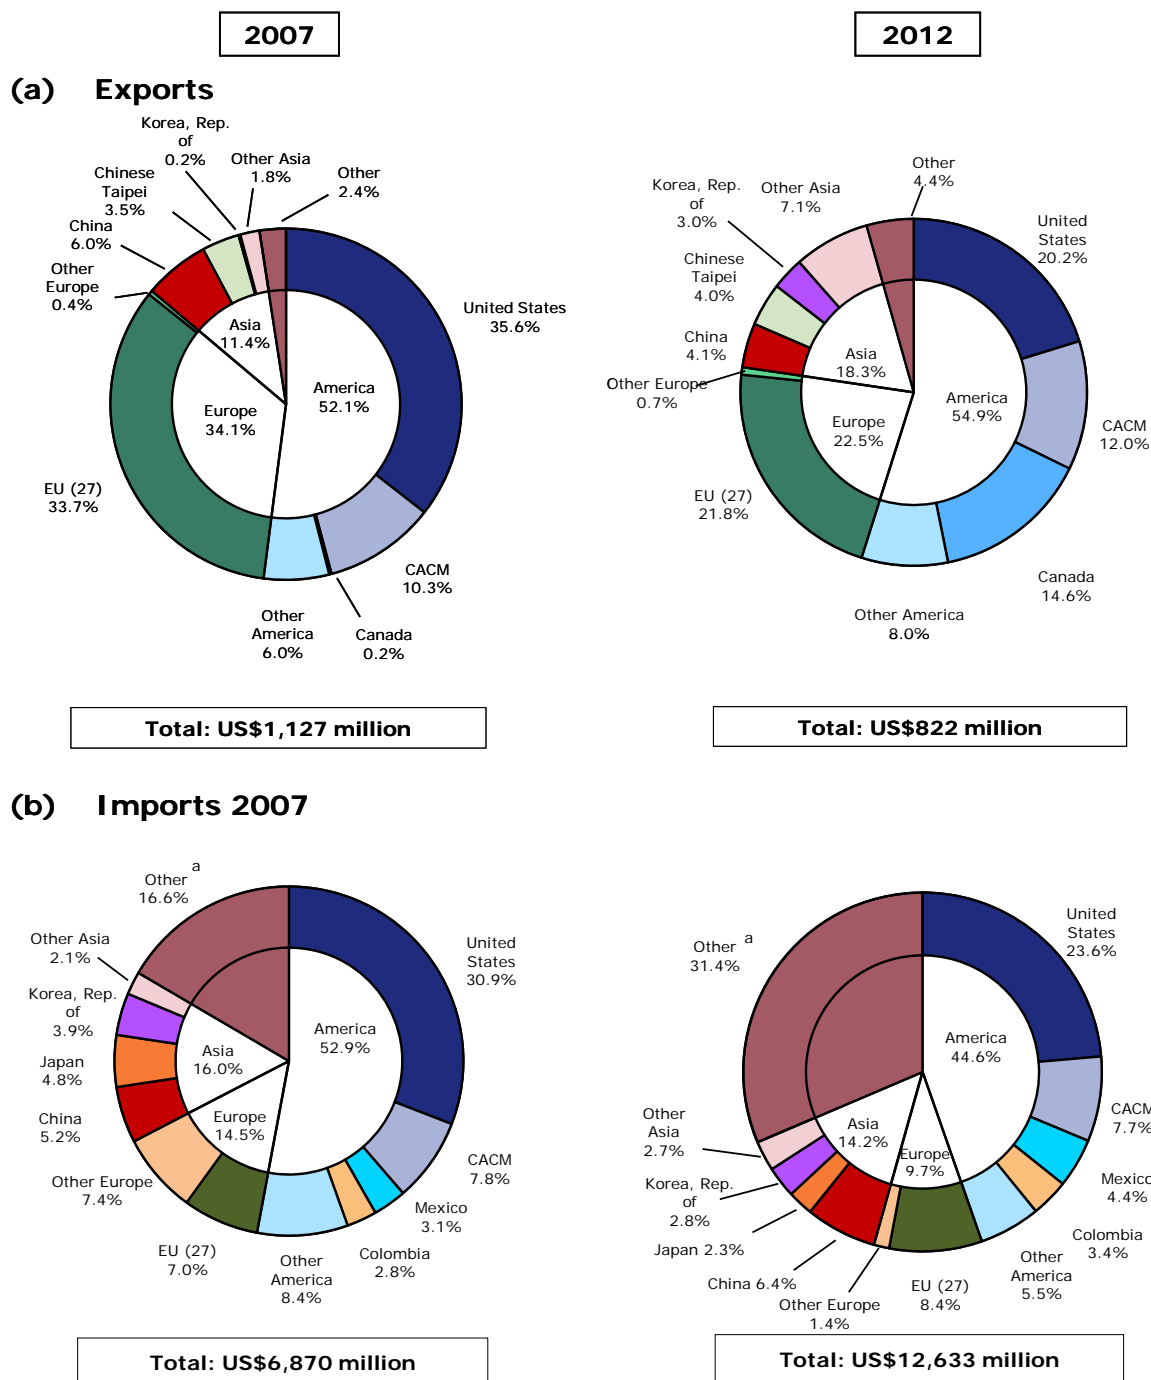 2007
2012
(a) Exports
Korea, Rep.
of
0.2%
Other Asia
1.8%
Other
2.4%
Chinese
Taipei
3.5%
China
6.0%
Other
Europe
0.4%
United States
35.6%
Asia
11.4%
America
52.1%
Europe
34.1%
EU (27)
33.7%
CACM
10.3%
Other
America
6.0%
Canada
0.2%
Total: US$1,127 million
Other
4.4%
Korea, Rep.
of
3.0%
Other Asia
7.1%
United
States
20.2%
Chinese
Taipei
4.0%
China
4.1%
Other Europe
0.7%
Asia
18.3%
America
54.9%
Europe
22.5%
CACM
12.0%
EU (27)
21.8%
Canada
14.6%
Other America
8.0%
Total: US$822 million
(b) Imports 2007
Other a
16.6%
Other Asia
2.1%
Korea, Rep.
of
3.9%
Japan
4.8%
China
5.2%
Other Europe
7.4%
EU (27)
7.0%
Other
America
8.4%
Colombia
2.8%
Mexico
3.1%
CACM
7.8%
United
States
30.9%
America
52.9%
Asia
16.0%
Europe
14.5%
Total: US$6,870 million
Other a
31.4%
United
States
23.6%
America
44.6%
Asia
14.2%
Europe
9.7%
Other
Asia
2.7%
Korea, Rep.
of
2.8%
Japan 2.3%
China 6.4%
Other Europe
1.4%
EU (27)
8.4%
Other
America
5.5%
Colombia
3.4%
Mexico
4.4%
CACM
7.7%
Total: US$12,633 million